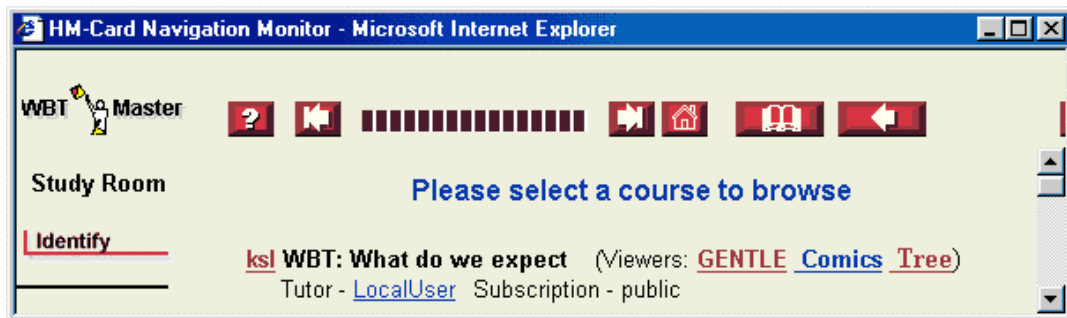 HM-Card Navigation Monitor - Microsoft Internet Explorer
WBT Master
?
Study Room
Please select a course to browse
Identify
ksl WBT: What do we expect (Viewers: GENTLE Comics Tree)
Tutor - LocalUser Subscription - public